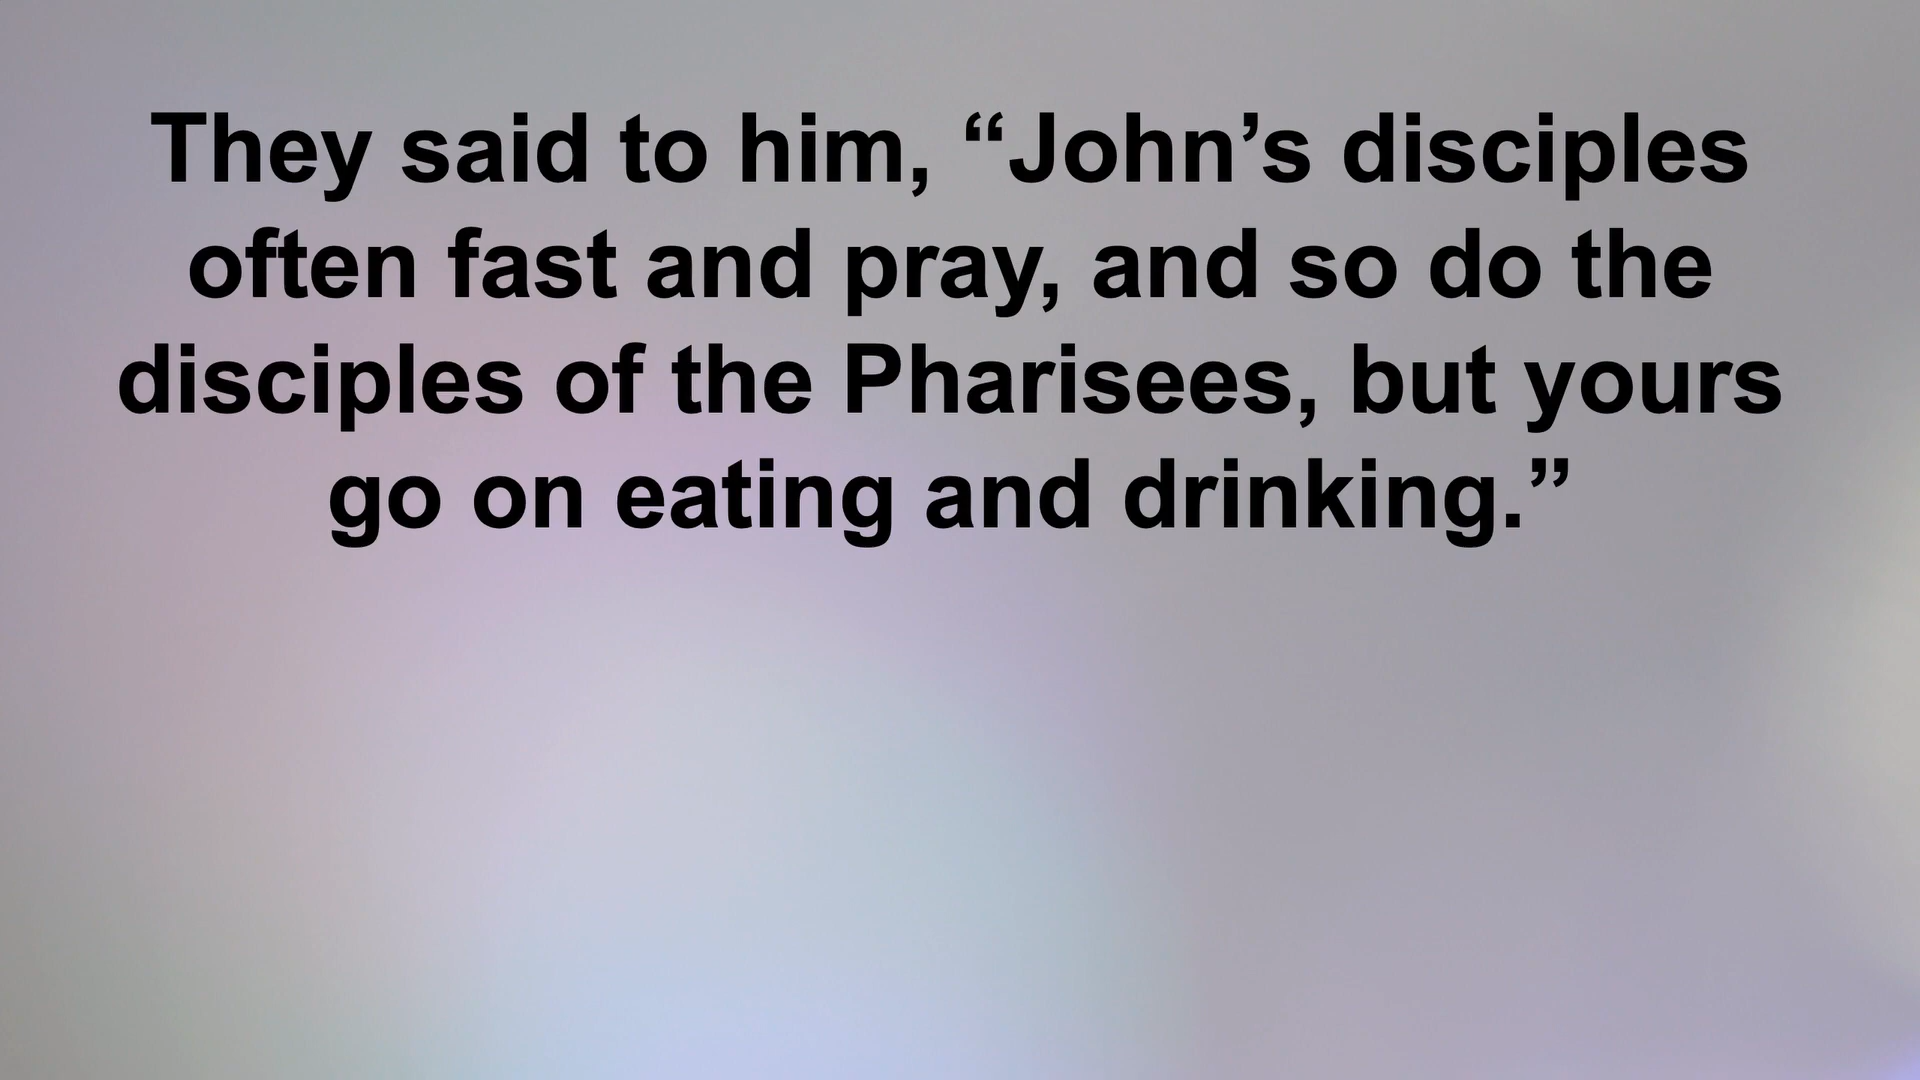 They said to him, “John’s disciples
often fast and pray, and so do the
disciples of the Pharisees, but yours
go on eating and drinking.”